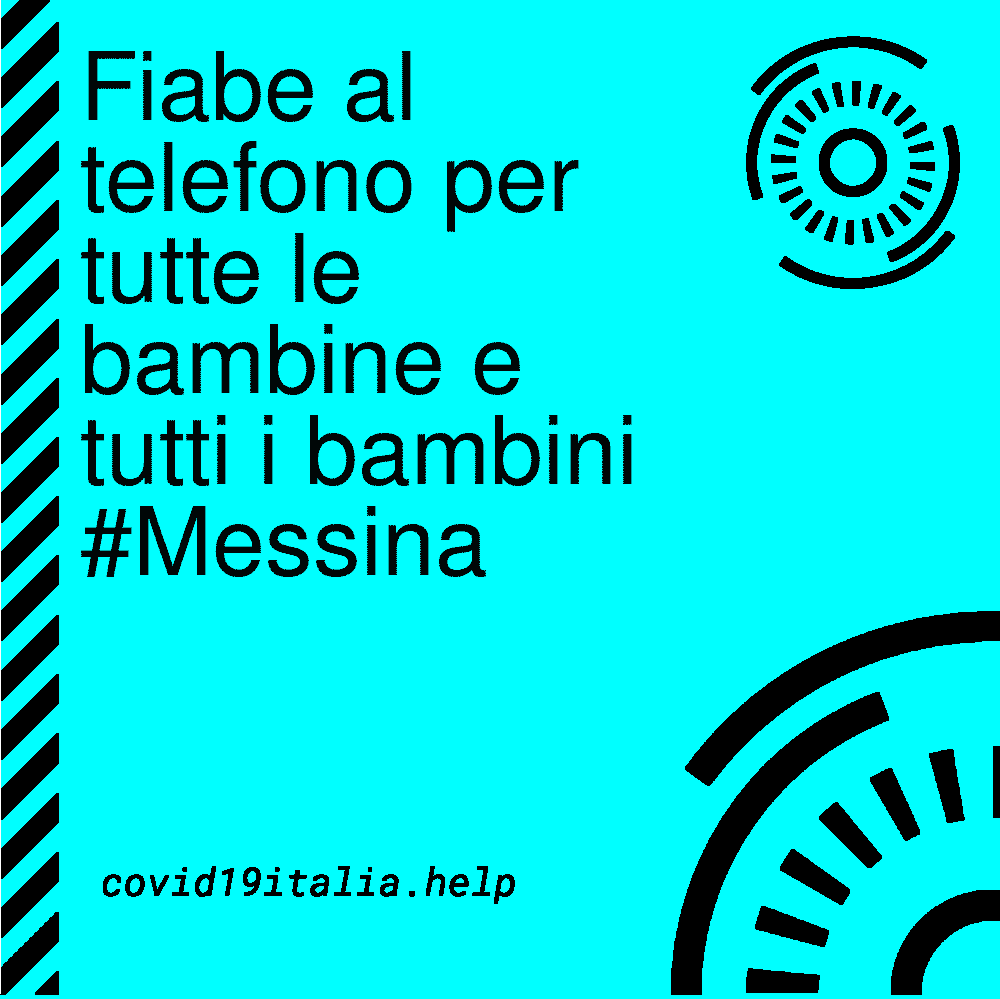 Fiabe al
telefono per
tutte le
bambine e
tutti i bambini
#Messina
covid19italia.help